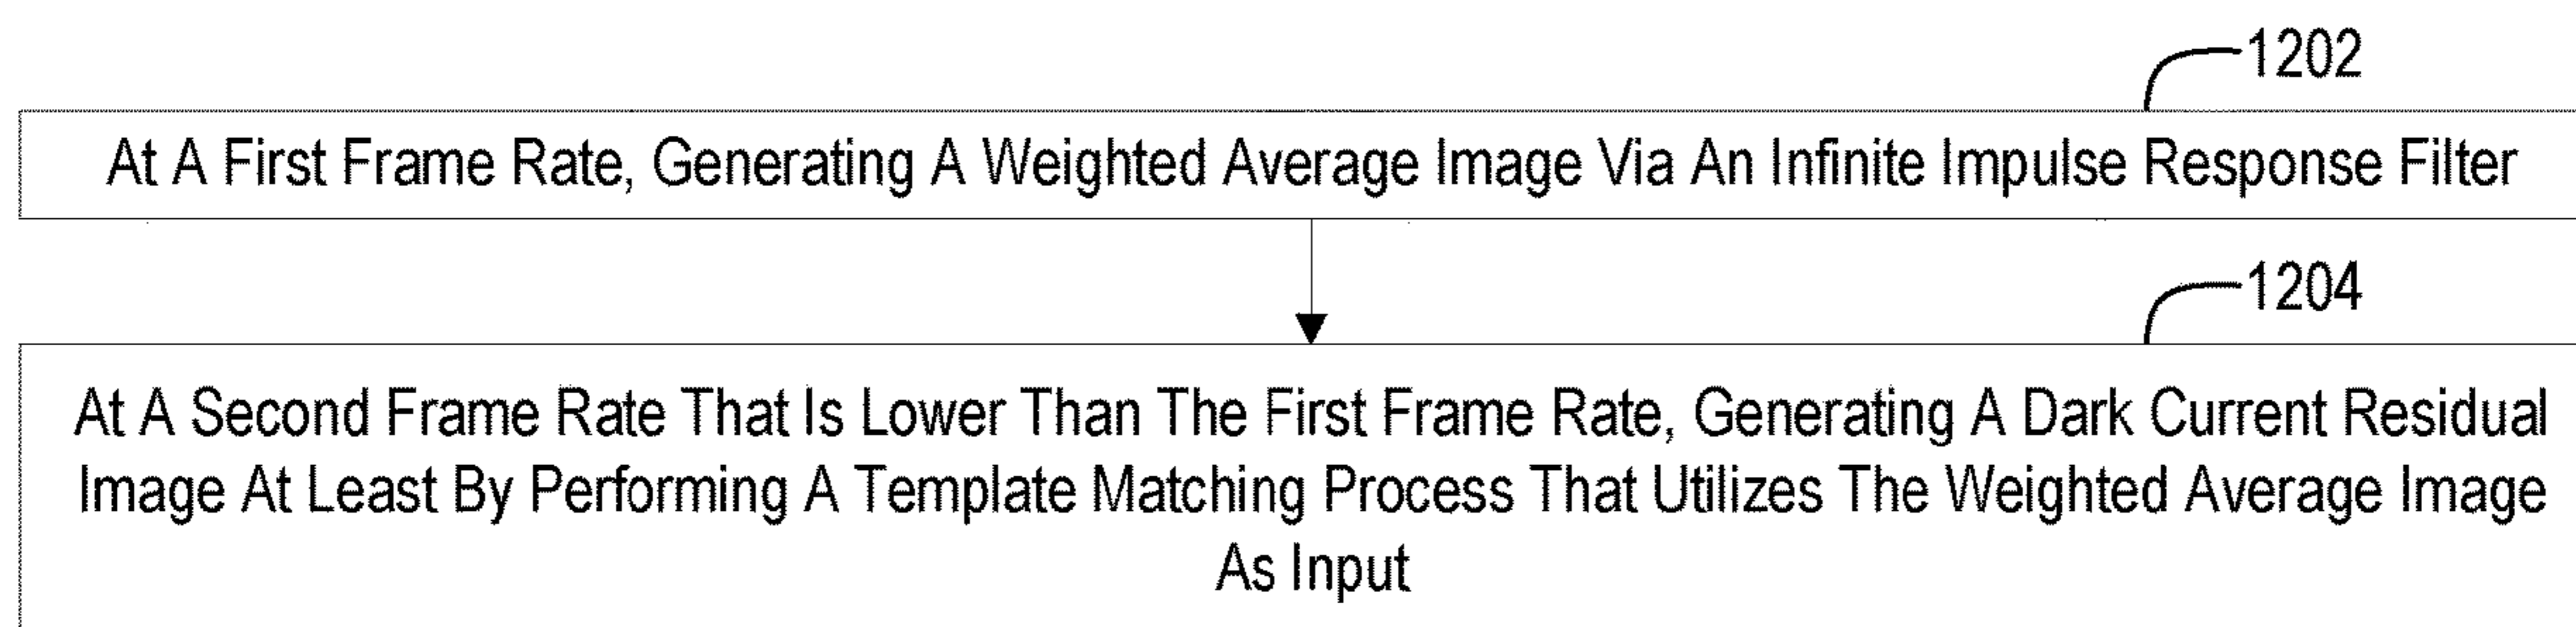 1202
At A First Frame Rate, Generating A Weighted Average Image Via An Infinite Impulse Response Filter
1204
At A Second Frame Rate That Is Lower Than The First Frame Rate, Generating A Dark Current Residual
Image At Least By Performing A Template Matching Process That Utilizes The Weighted Average Image
As Input